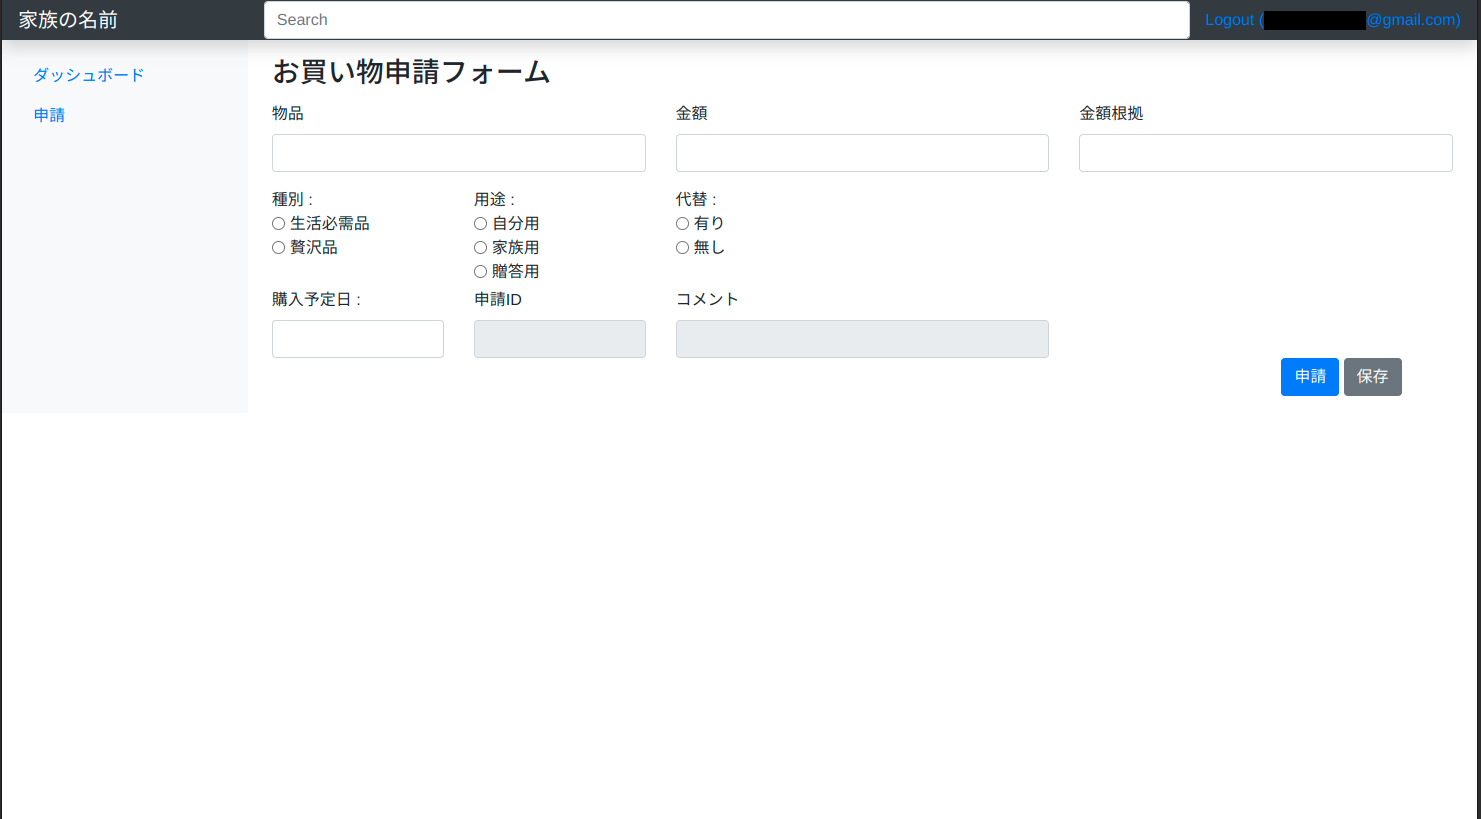 家族の名前
Search
Logout (
@gmail.com)
ダッシュボード
申請
お買い物申請フォーム
物品
金額
金額根拠
種別 :
生活必需品
贅沢品
用途 :
自分用
家族用
贈答用
代替 :
有り
無し
購入予定日 :
申請ID
コメント
申請
保存